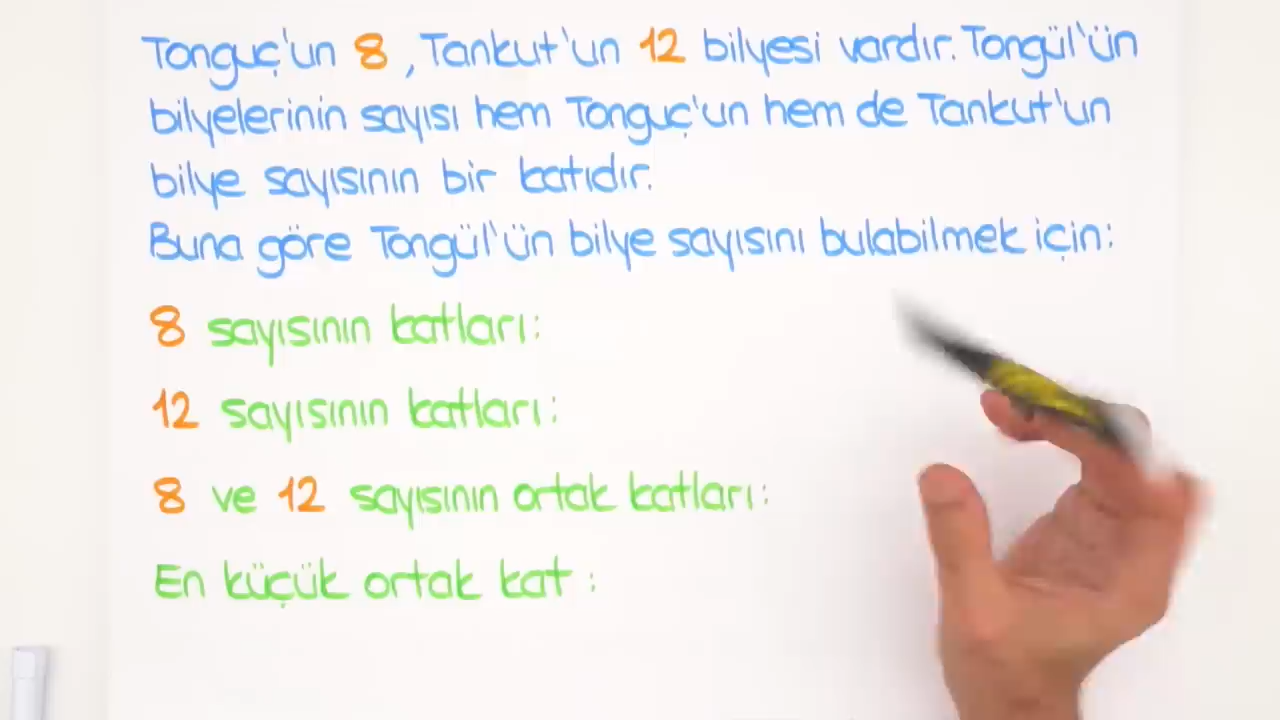 Tonguç'un 8, Tankut'un 12 bilyesi vardır. Tongül'ün
bilyelerinin sayısı hem Tonguç'un hem de Tankut'un
bilye sayısının bir katıdır.
Buna göre Tongül'ün bilye sayısını bulabilmek için:
8 sayısının katları:
12 sayısının katları:
8 ve 12 sayısının ortak katları:
En küçük ortak kat :